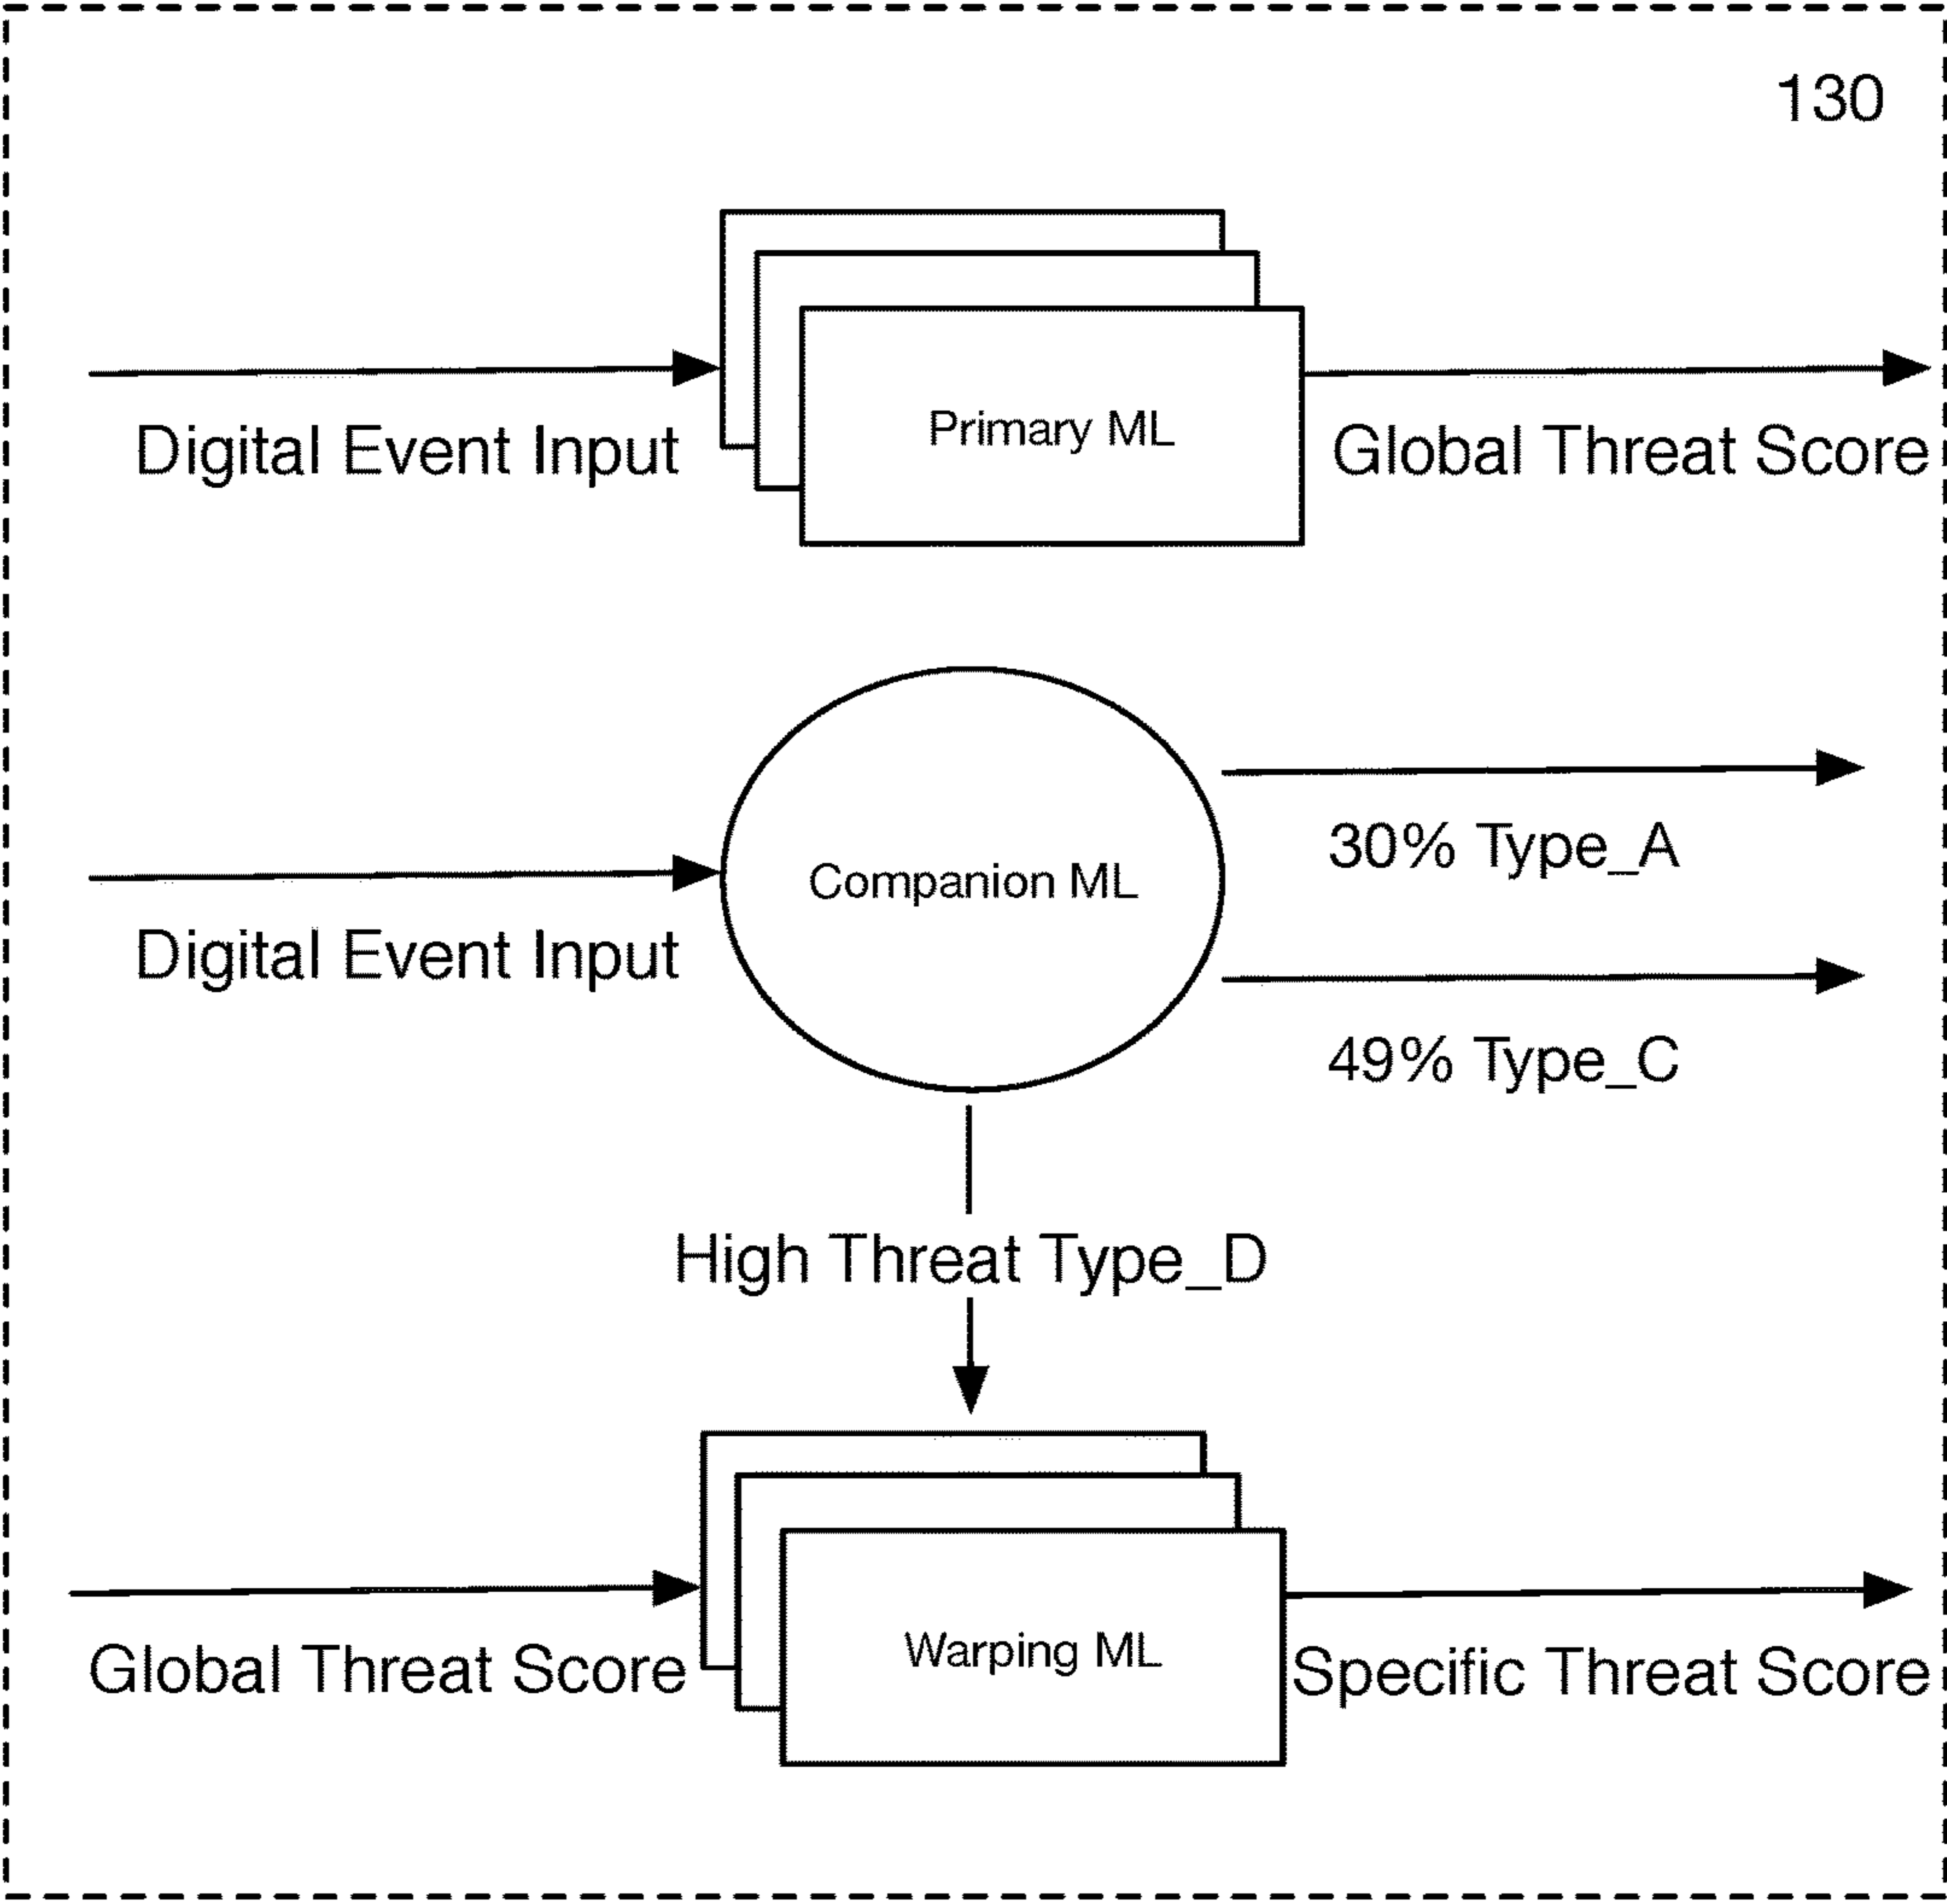 130
Primary ML
Digital Event Input
Global Threat Score
Companion ML
30% Type_A
Digital Event Input
49% Type_C
High Threat Type_D
Warping ML
Global Threat Score
Specific Threat Score